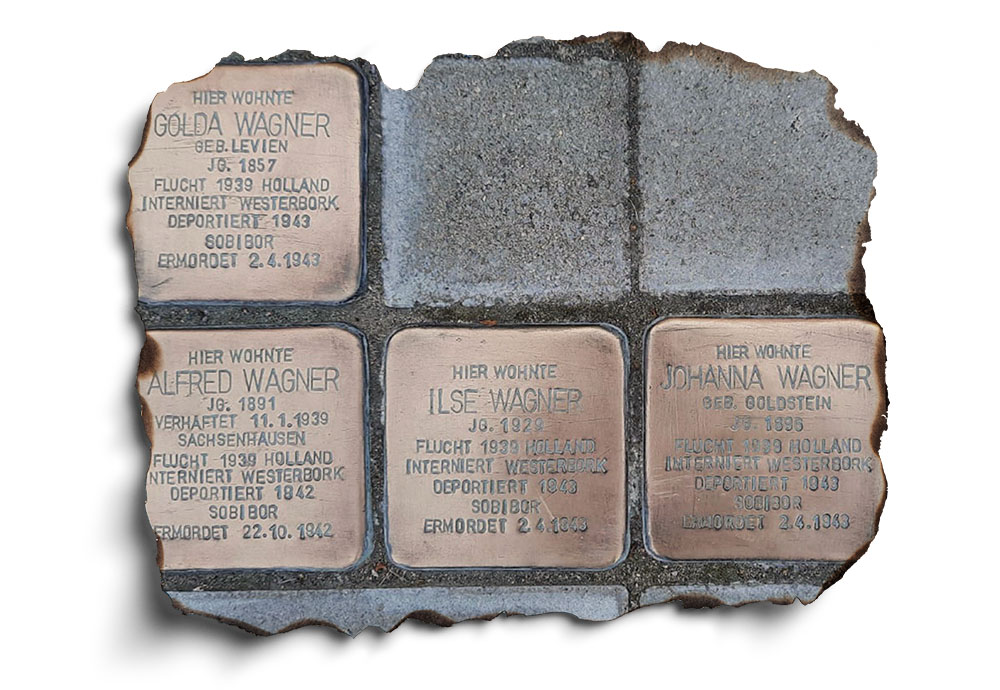 HIER WOHNTE
GOLDA WAGNER
GEB. LEVIEN
JG. 1857
FLUCHT 1939 HOLLAND
INTERNIERT WESTERBORK
DEPORTIERT 1943
SOBIBOR
ERMORDET 2.4.1943
HIER WOHNTE
ALFRED WAGNER
JG. 1891
VERHAFTET 11.1.1939
SACHSENHAUSEN
FLUCHT 1939 HOLLAND
INTERNIERT WESTERBORK
DEPORTIERT 1942
SOBIBOR
ERMORDET 22.10.1942
HIER WOHNTE
ILSE WAGNER
JG. 1929
FLUCHT 1939 HOLLAND
INTERNIERT WESTERBORK
DEPORTIERT 1943
SOBIBOR
ERMORDET 2.4.1943
HIER WOHNTE
JOHANNA WAGNER
GEB. GOLDSTEIN
JG. 1896
FLUCHT 1939 HOLLAND
INTERNIERT WESTERBORK
DEPORTIERT 1943
SOBIBOR
ERMORDET 2.4.1943